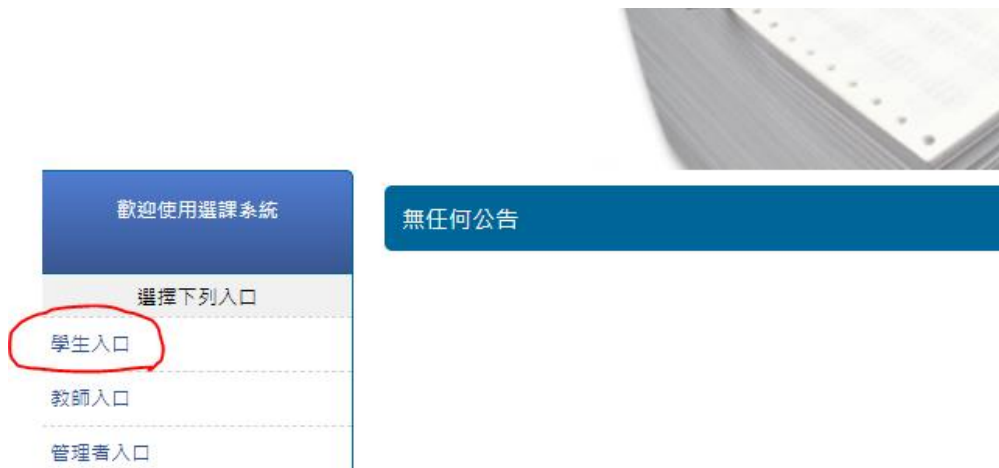 歡迎使用選課系統
無任何公告
選擇下列入口
學生入口
教師入口
管理者入口